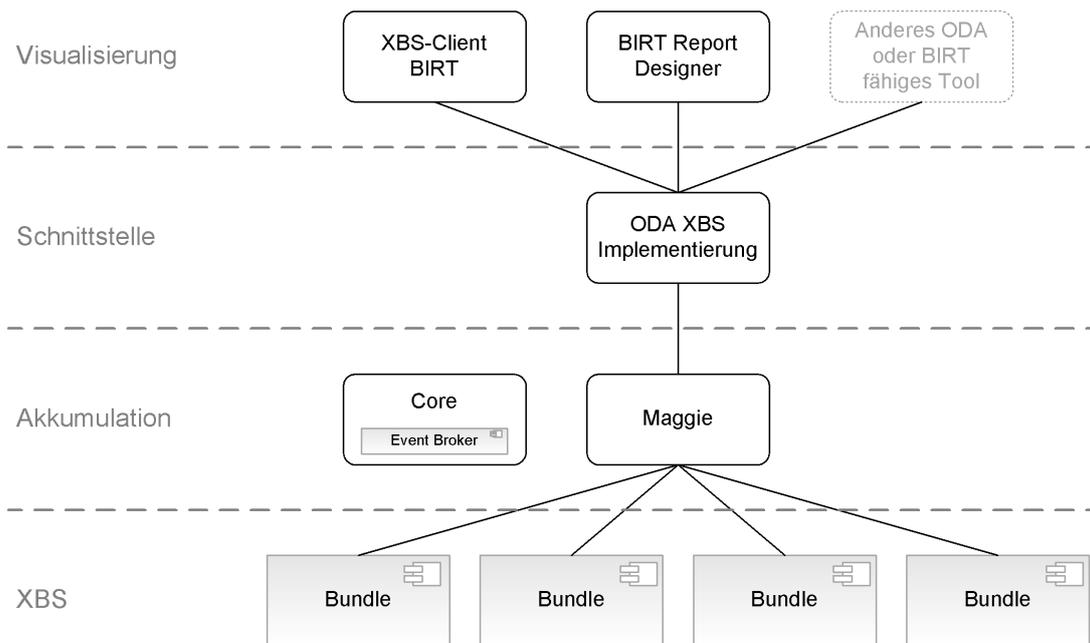 Visualisierung
XBS-Client
BIRT
BIRT Report
Designer
Anderes ODA
oder BIRT
fähiges Tool
Schnittstelle
ODA XBS
Implementierung
Akkumulation
Core
Event Broker
Maggie
XBS
Bundle
Bundle
Bundle
Bundle